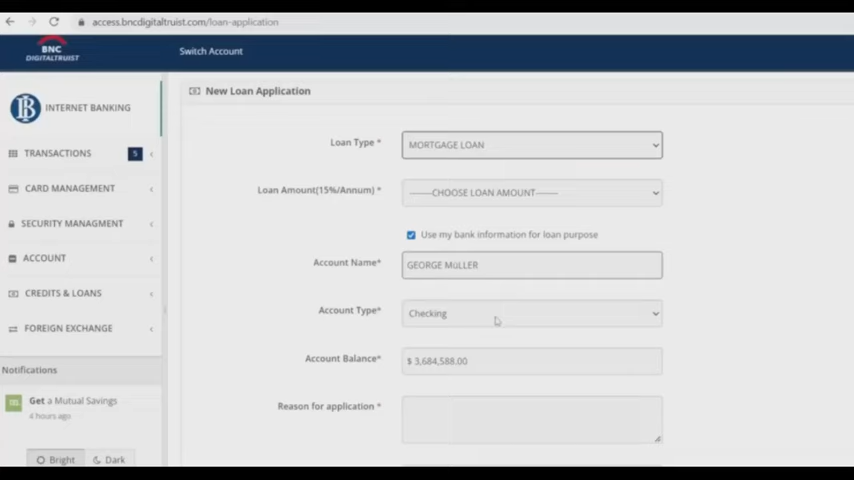 access.bncdigitaltruist.com/loan-application
BNC
DIGITALTRUIST
Switch Account
INTERNET BANKING
New Loan Application
Loan Type *
MORTGAGE LOAN
TRANSACTIONS 5
CARD MANAGEMENT
Loan Amount(15%/Annum) *
-------CHOOSE LOAN AMOUNT-------
SECURITY MANAGMENT
Use my bank information for loan purpose
ACCOUNT
Account Name*
GEORGE MüLLER
CREDITS & LOANS
Account Type*
Checking
FOREIGN EXCHANGE
Account Balance*
$ 3,684,588.00
Notifications
Get a Mutual Savings
4 hours ago
Reason for application *
Bright
Dark